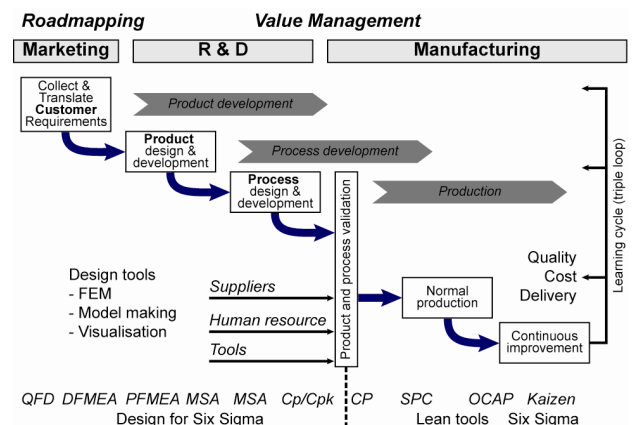 Roadmapping Value Management
Marketing R & D Manufacturing
Collect &
Translate
Customer
Requirements
Product development
Product
design &
development
Process development
Process
design &
development
Production
Product and process validation
Learning cycle (triple loop)
Design tools
- FEM
- Model making
- Visualisation
Suppliers
Human resource
Tools
Normal
production
Quality
Cost
Delivery
Continuous
improvement
QFD DFMEA PFMEA MSA MSA Cp/Cpk CP SPC OCAP Kaizen
Design for Six Sigma Lean tools Six Sigma